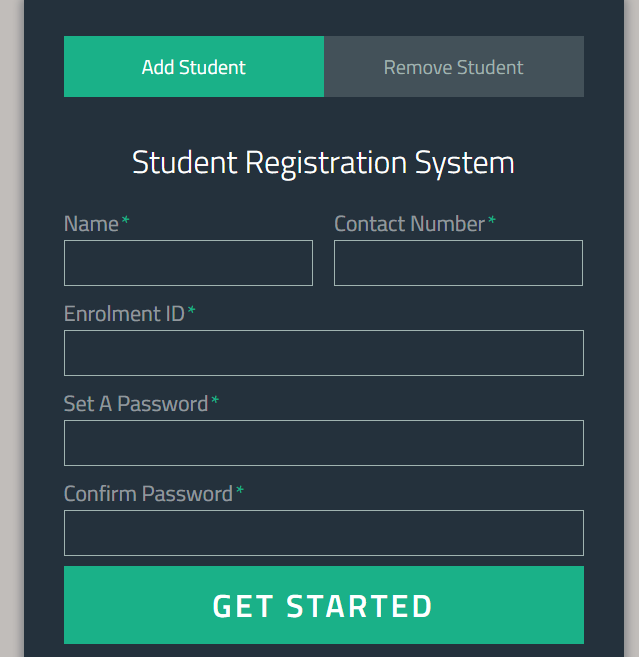 Add Student Remove Student
Student Registration System
Name* Contact Number*
Enrolment ID*
Set A Password*
Confirm Password*
GET STARTED